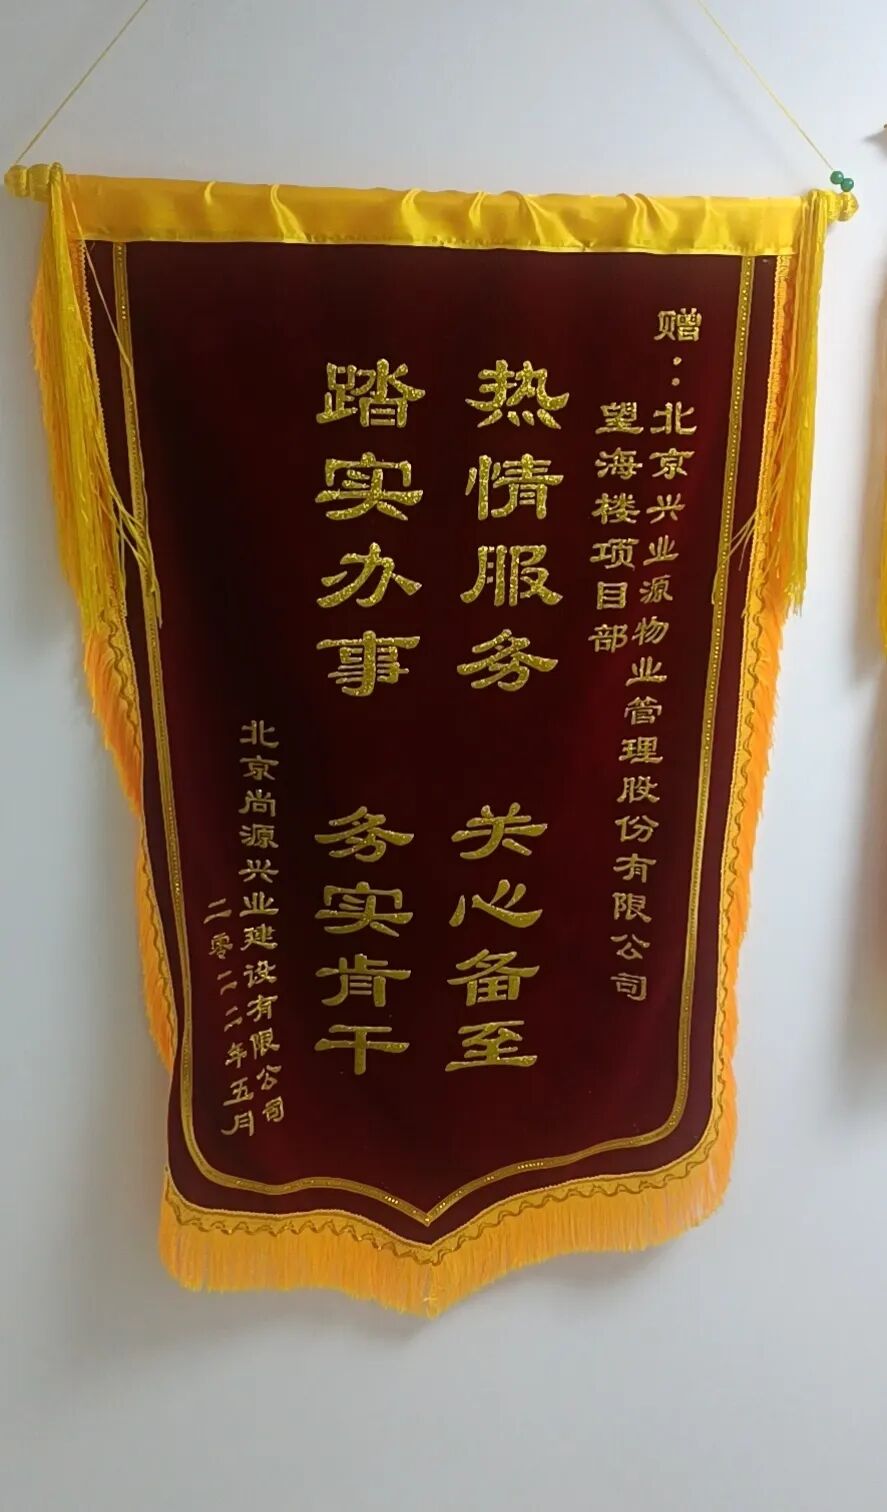 赠：北京兴业源物业管理股份有限公司
望海楼项目部
热情服务 关心备至
踏实办事 务实肯干
北京尚源兴业建设有限公司
二零二二年五月